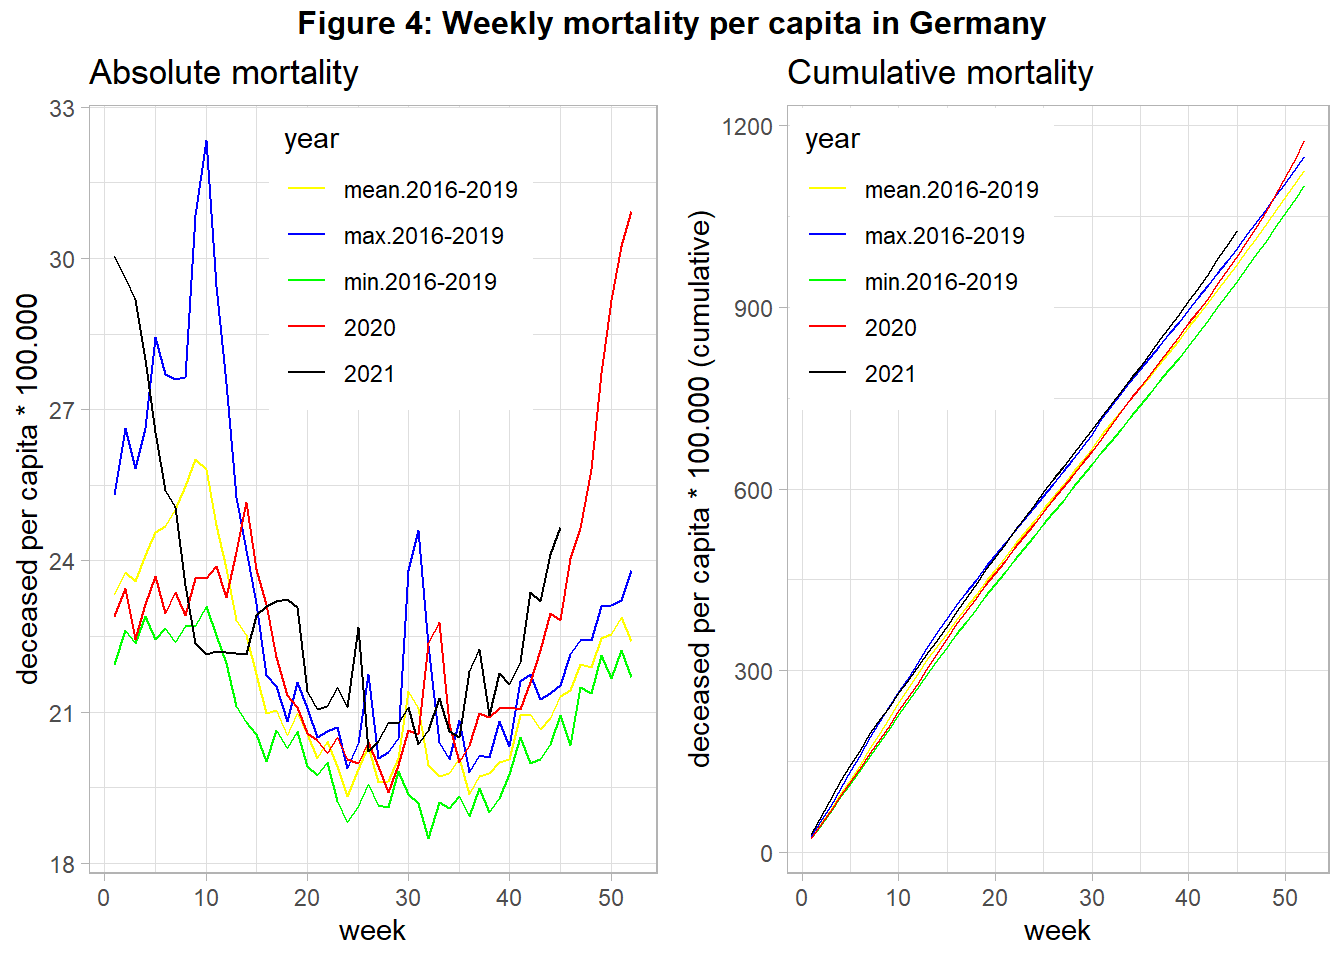 Figure 4: Weekly mortality per capita in Germany
Absolute mortality
deceased per capita * 100.000
33
30
27
24
21
18
year
mean.2016-2019
max.2016-2019
min.2016-2019
2020
2021
0 10 20 30 40 50
week
Cumulative mortality
deceased per capita * 100.000 (cumulative)
1200
900
600
300
0
year
mean.2016-2019
max.2016-2019
min.2016-2019
2020
2021
0 10 20 30 40 50
week